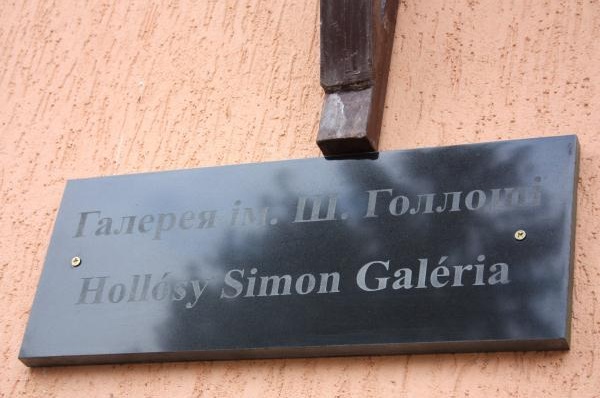 Галерея ім. Ш. Голлоші
Hollósy Simon Galéria